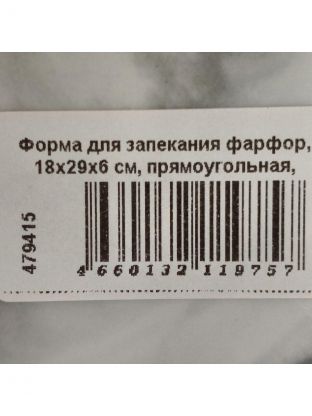 Форма для запекания фарфор,
18х29х6 см, прямоугольная,
479415
4 660132 119757